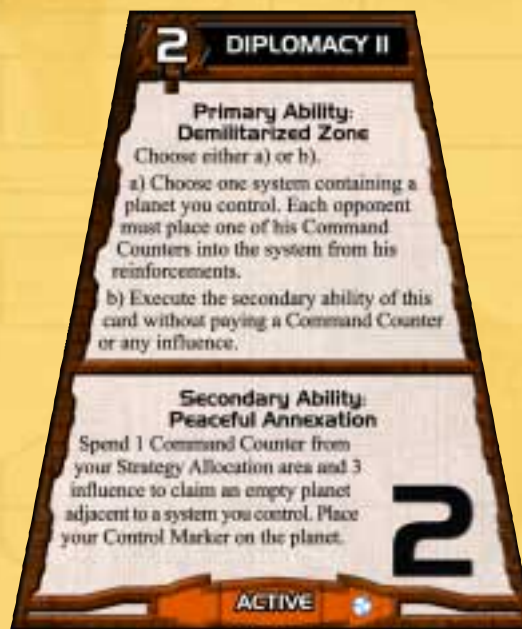 2 DIPLOMACY II
Primary Ability:
Demilitarized Zone
Choose either a) or b).
a) Choose one system containing a
planet you control. Each opponent
must place one of his Command
Counters into the system from his
reinforcements.
b) Execute the secondary ability of this
card without paying a Command Counter
or any influence.
Secondary Ability:
Peaceful Annexation
Spend 1 Command Counter from
your Strategy Allocation area and 3
influence to claim an empty planet
adjacent to a system you control. Place
your Control Marker on the planet.
2
ACTIVE